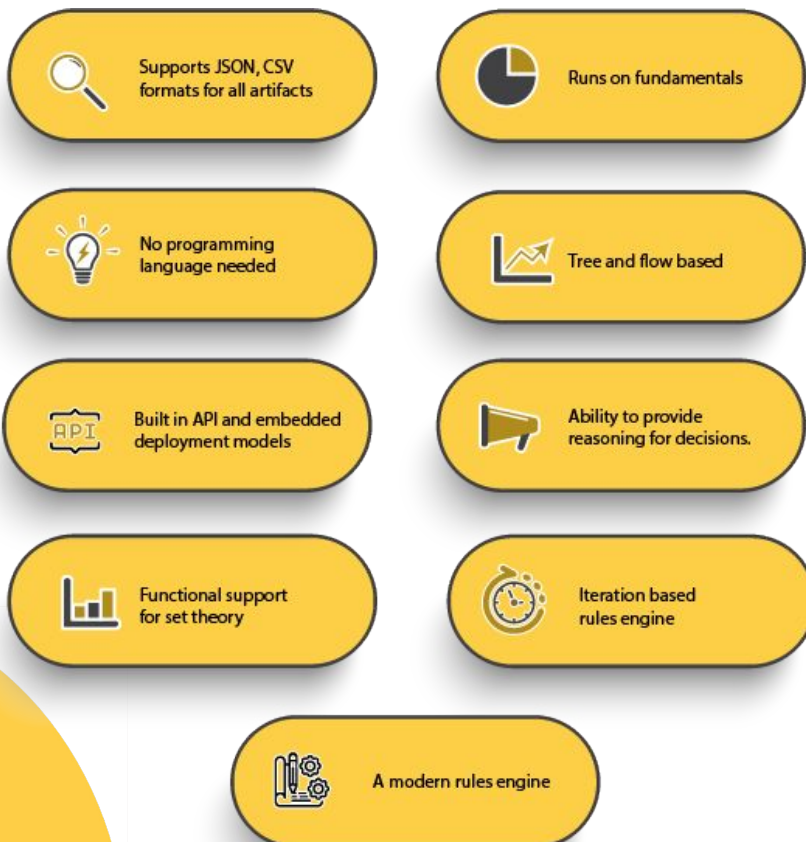 Supports JSON, CSV
formats for all artifacts
Runs on fundamentals
No programming
language needed
Tree and flow based
API
Built in API and embedded
deployment models
Ability to provide
reasoning for decisions.
Functional support
for set theory
Iteration based
rules engine
A modern rules engine